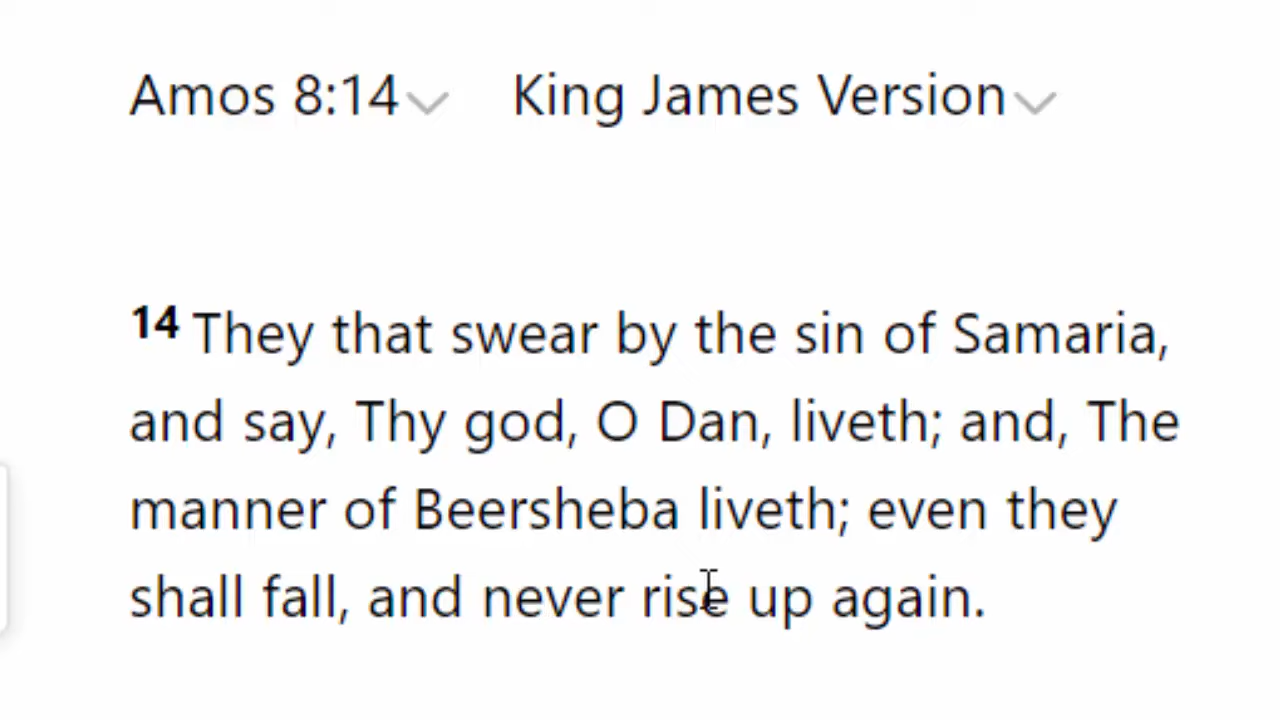 Amos 8:14 King James Version
14 They that swear by the sin of Samaria,
and say, Thy god, O Dan, liveth; and, The
manner of Beersheba liveth; even they
shall fall, and never rise up again.